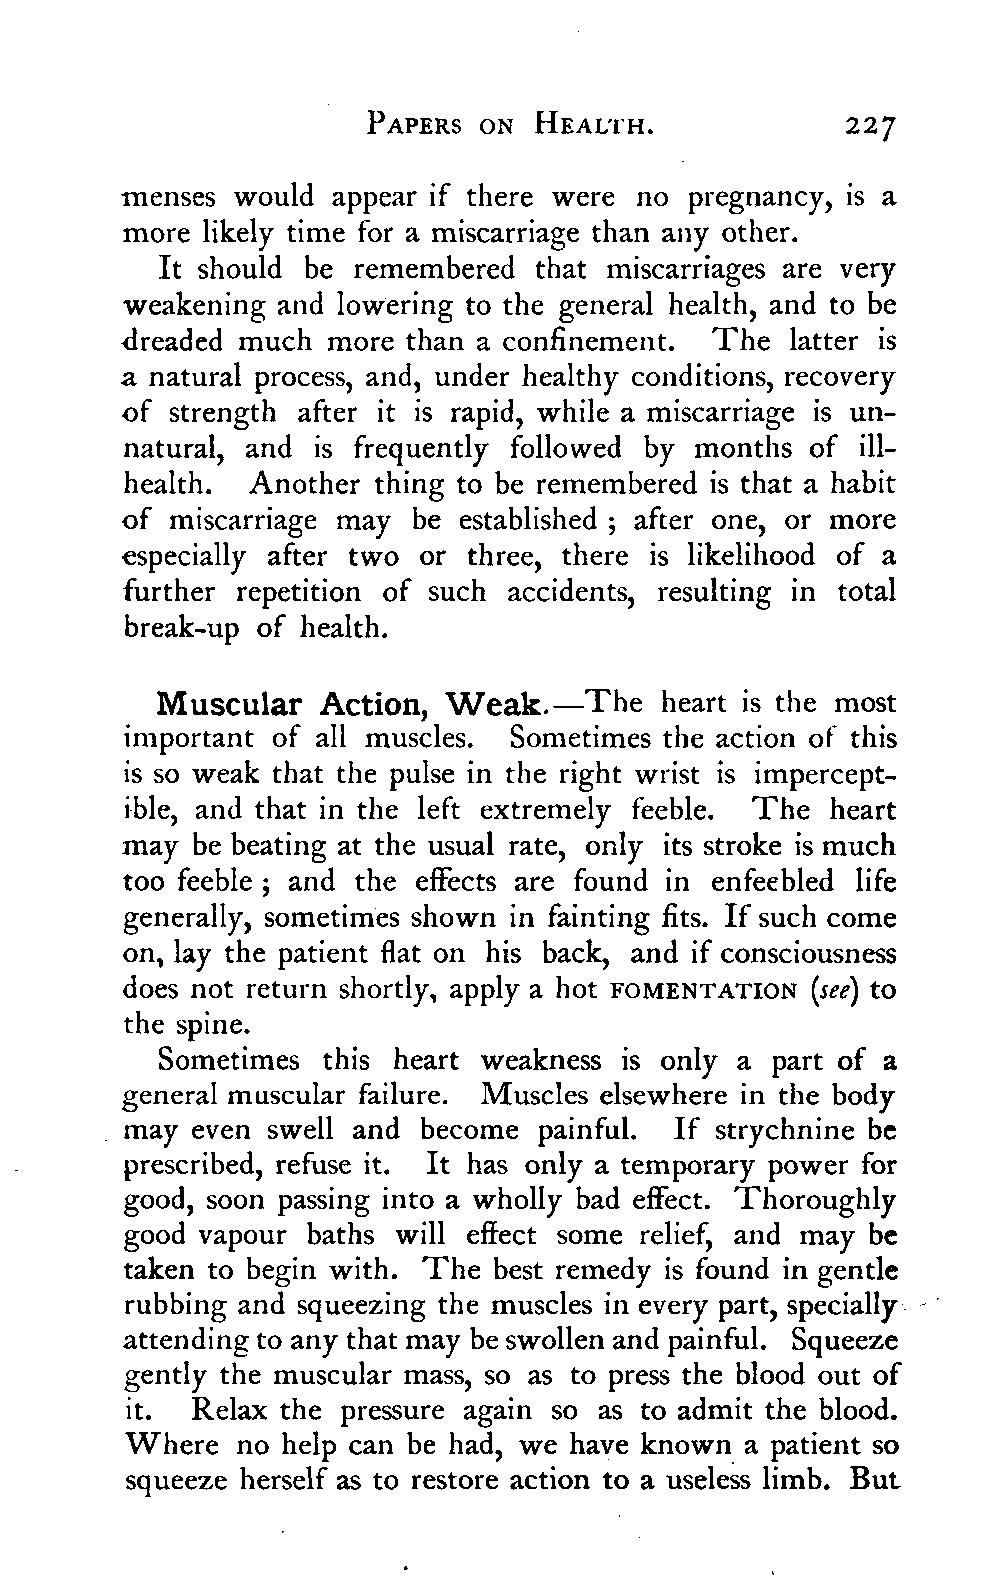 PAPERS ON HEALTH. 227
menses would appear if there were no pregnancy, is a
more likely time for a miscarriage than any other.
It should be remembered that miscarriages are very
weakening and lowering to the general health, and to be
dreaded much more than a confinement. The latter is
a natural process, and, under healthy conditions, recovery
of strength after it is rapid, while a miscarriage is un-
natural, and is frequently followed by months of ill-
health. Another thing to be remembered is that a habit
of miscarriage may be established ; after one, or more
especially after two or three, there is likelihood of a
further repetition of such accidents, resulting in total
break-up of health.
Muscular Action, Weak.—The heart is the most
important of all muscles. Sometimes the action of this
is so weak that the pulse in the right wrist is impercept-
ible, and that in the left extremely feeble. The heart
may be beating at the usual rate, only its stroke is much
too feeble ; and the effects are found in enfeebled life
generally, sometimes shown in fainting fits. If such come
on, lay the patient flat on his back, and if consciousness
does not return shortly, apply a hot FOMENTATION (see) to
the spine.
Sometimes this heart weakness is only a part of a
general muscular failure. Muscles elsewhere in the body
may even swell and become painful. If strychnine be
prescribed, refuse it. It has only a temporary power for
good, soon passing into a wholly bad effect. Thoroughly
good vapour baths will effect some relief, and may be
taken to begin with. The best remedy is found in gentle
rubbing and squeezing the muscles in every part, specially
attending to any that may be swollen and painful. Squeeze
gently the muscular mass, so as to press the blood out of
it. Relax the pressure again so as to admit the blood.
Where no help can be had, we have known a patient so
squeeze herself as to restore action to a useless limb. But